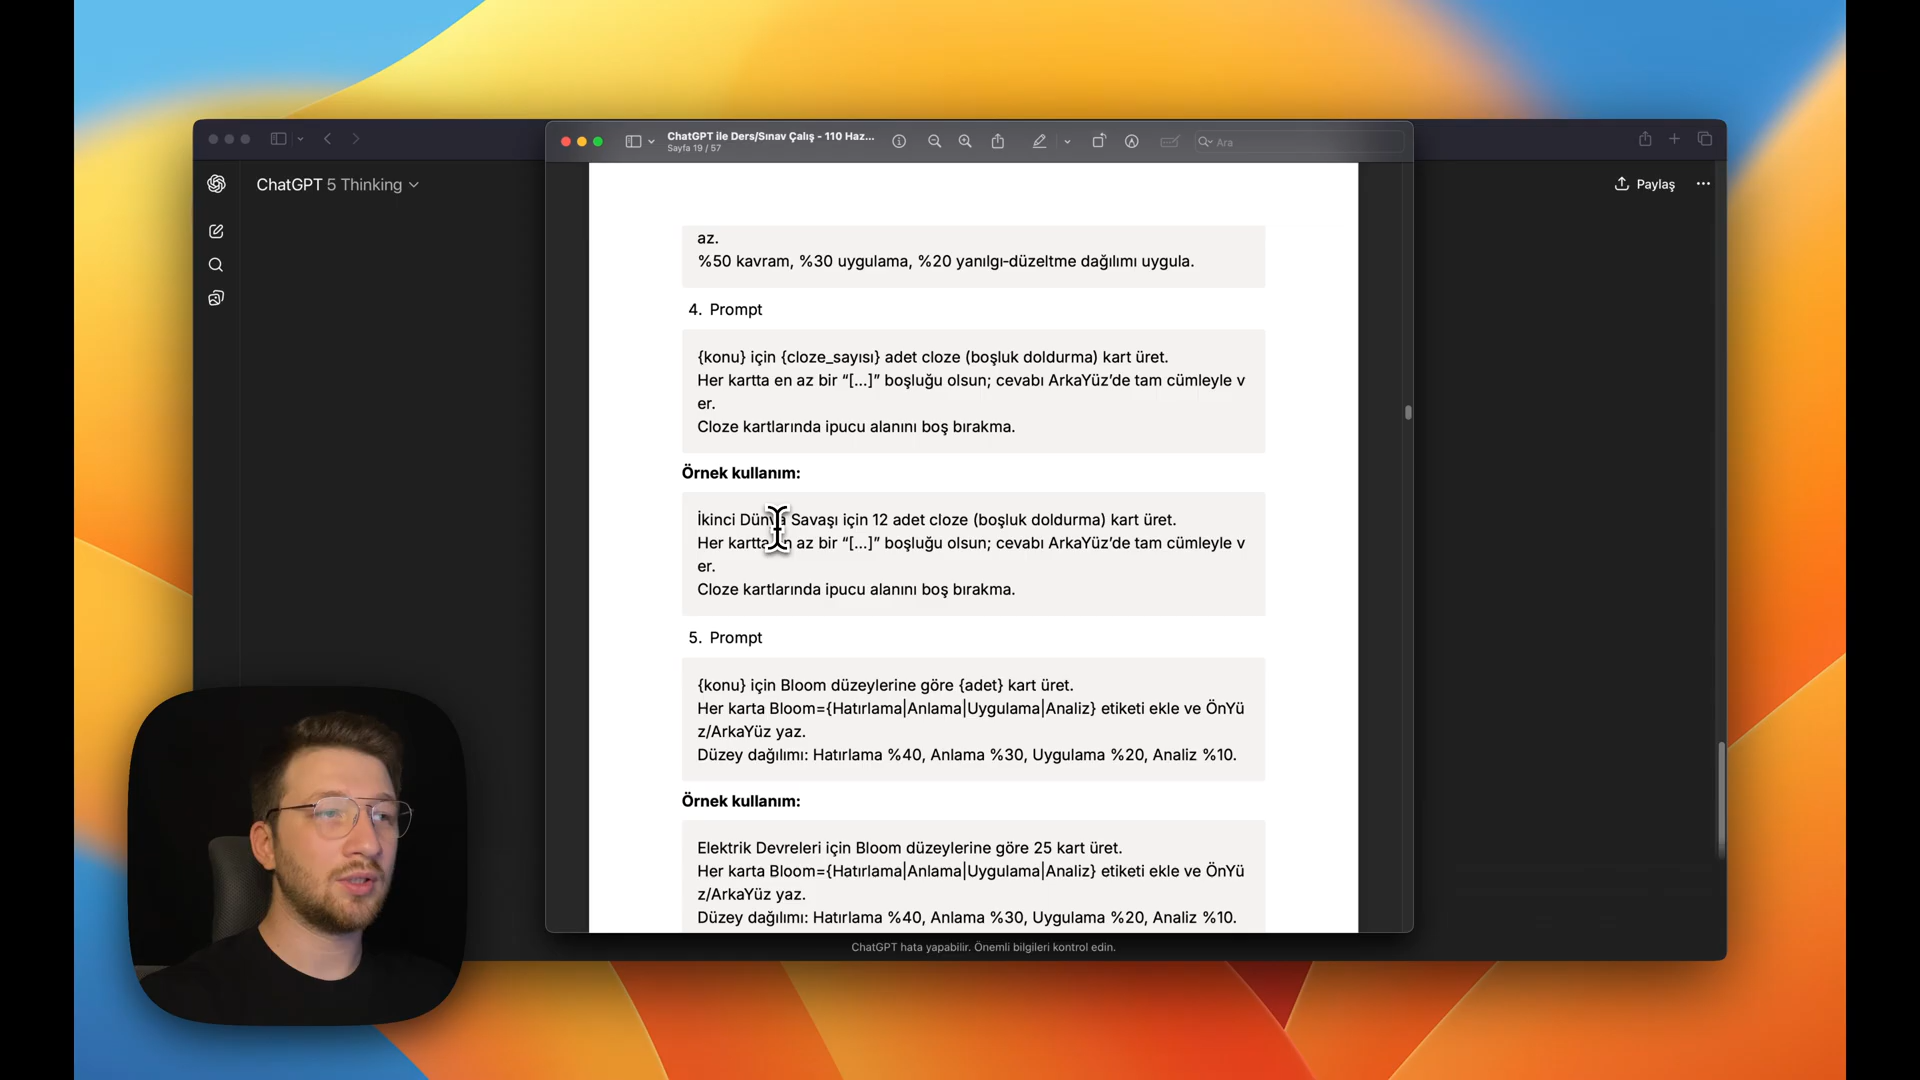 ChatGPT ile Ders/Sınav Çalış - 110 Haz...
Sayfa 19 / 57
Ara
ChatGPT 5 Thinking
Paylaş
az.
%50 kavram, %30 uygulama, %20 yanılgı-düzeltme dağılımı uygula.
4. Prompt
{konu} için {cloze_sayısı} adet cloze (boşluk doldurma) kart üret.
Her kartta en az bir “[...]” boşluğu olsun; cevabı ArkaYüz’de tam cümleyle v
er.
Cloze kartlarında ipucu alanını boş bırakma.
Örnek kullanım:
İkinci Dünya Savaşı için 12 adet cloze (boşluk doldurma) kart üret.
Her kartta en az bir “[...]” boşluğu olsun; cevabı ArkaYüz’de tam cümleyle v
er.
Cloze kartlarında ipucu alanını boş bırakma.
5. Prompt
{konu} için Bloom düzeylerine göre {adet} kart üret.
Her karta Bloom={Hatırlama|Anlama|Uygulama|Analiz} etiketi ekle ve ÖnYü
z/ArkaYüz yaz.
Düzey dağılımı: Hatırlama %40, Anlama %30, Uygulama %20, Analiz %10.
Örnek kullanım:
Elektrik Devreleri için Bloom düzeylerine göre 25 kart üret.
Her karta Bloom={Hatırlama|Anlama|Uygulama|Analiz} etiketi ekle ve ÖnYü
z/ArkaYüz yaz.
Düzey dağılımı: Hatırlama %40, Anlama %30, Uygulama %20, Analiz %10.
ChatGPT hata yapabilir. Önemli bilgileri kontrol edin.